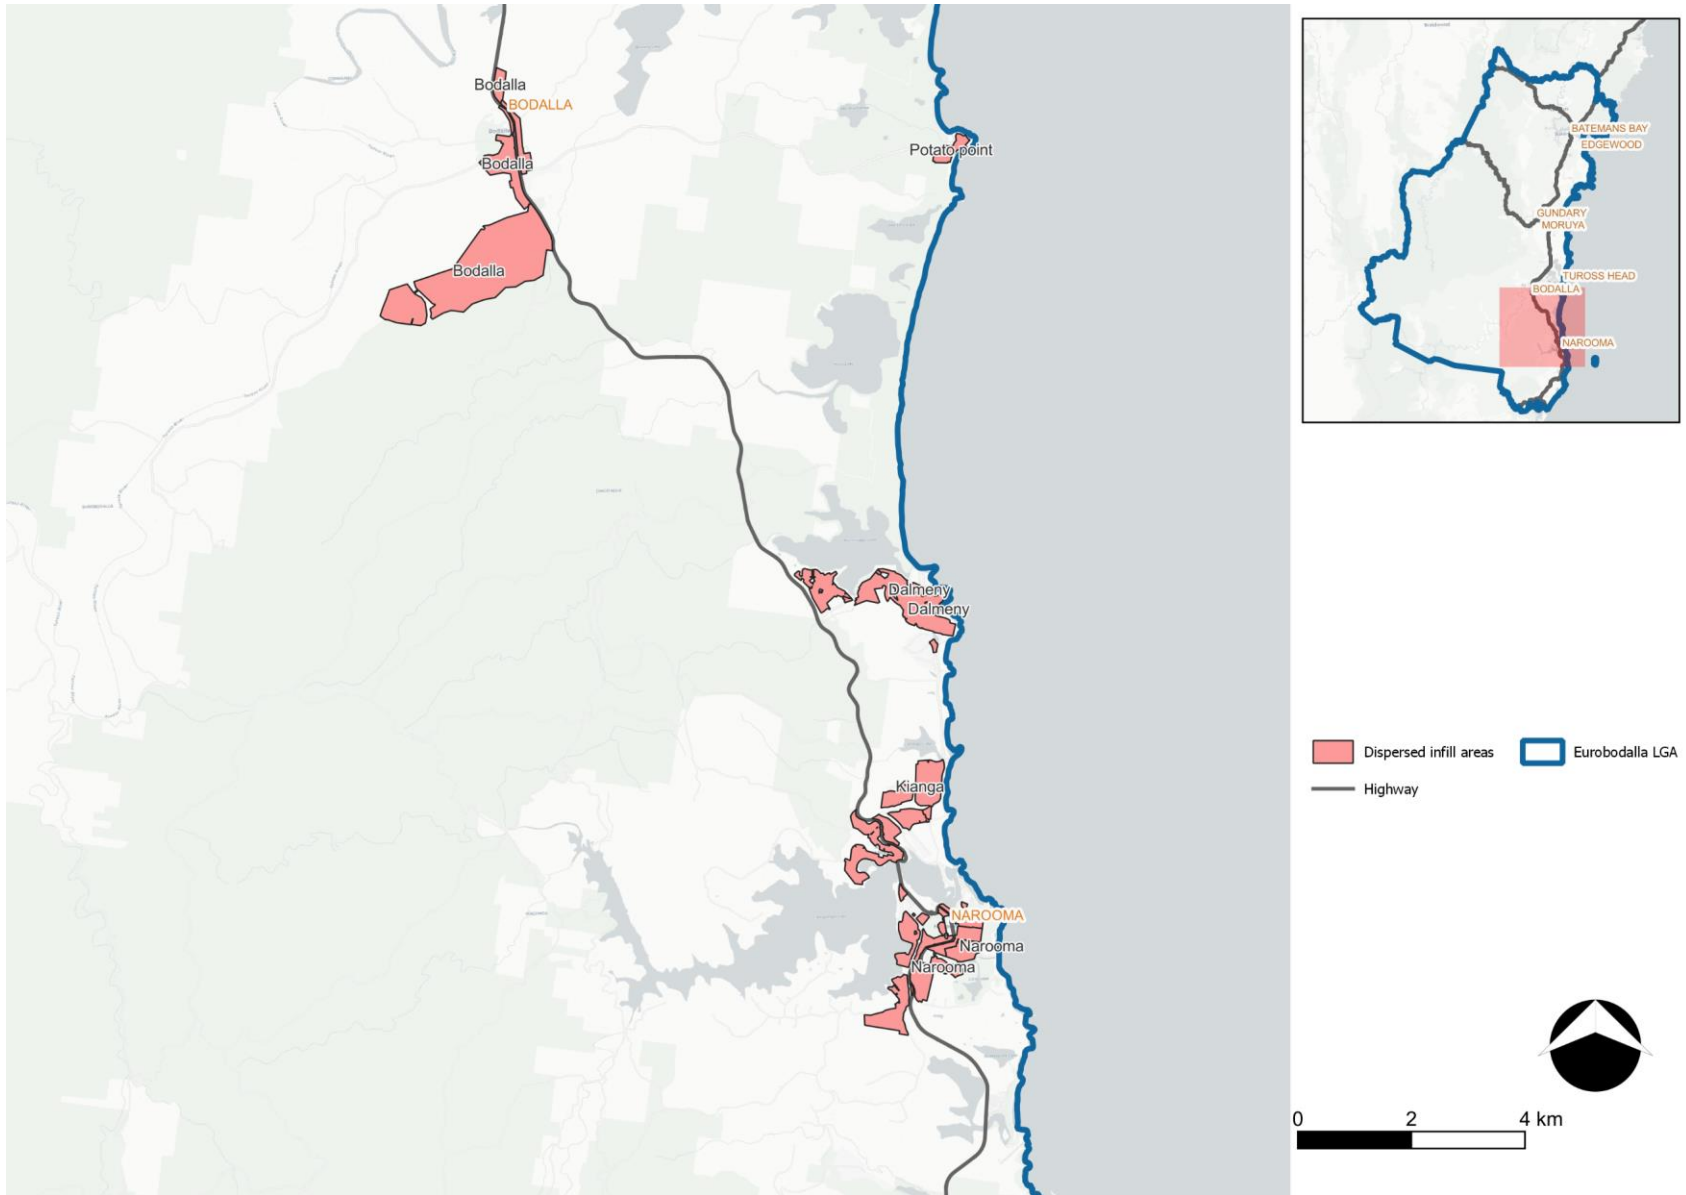 Bodalla
BODALLA
Bodalla
Bodalla
Potato point
Dalmeny
Dalmeny
Kianga
NAROOMA
Narooma
Narooma
BATEMANS BAY
EDGEWOOD
GUNDARY
MORUYA
TUROSS HEAD
BODALLA
NAROOMA
Dispersed infill areas
Eurobodalla LGA
Highway
0 2 4 km